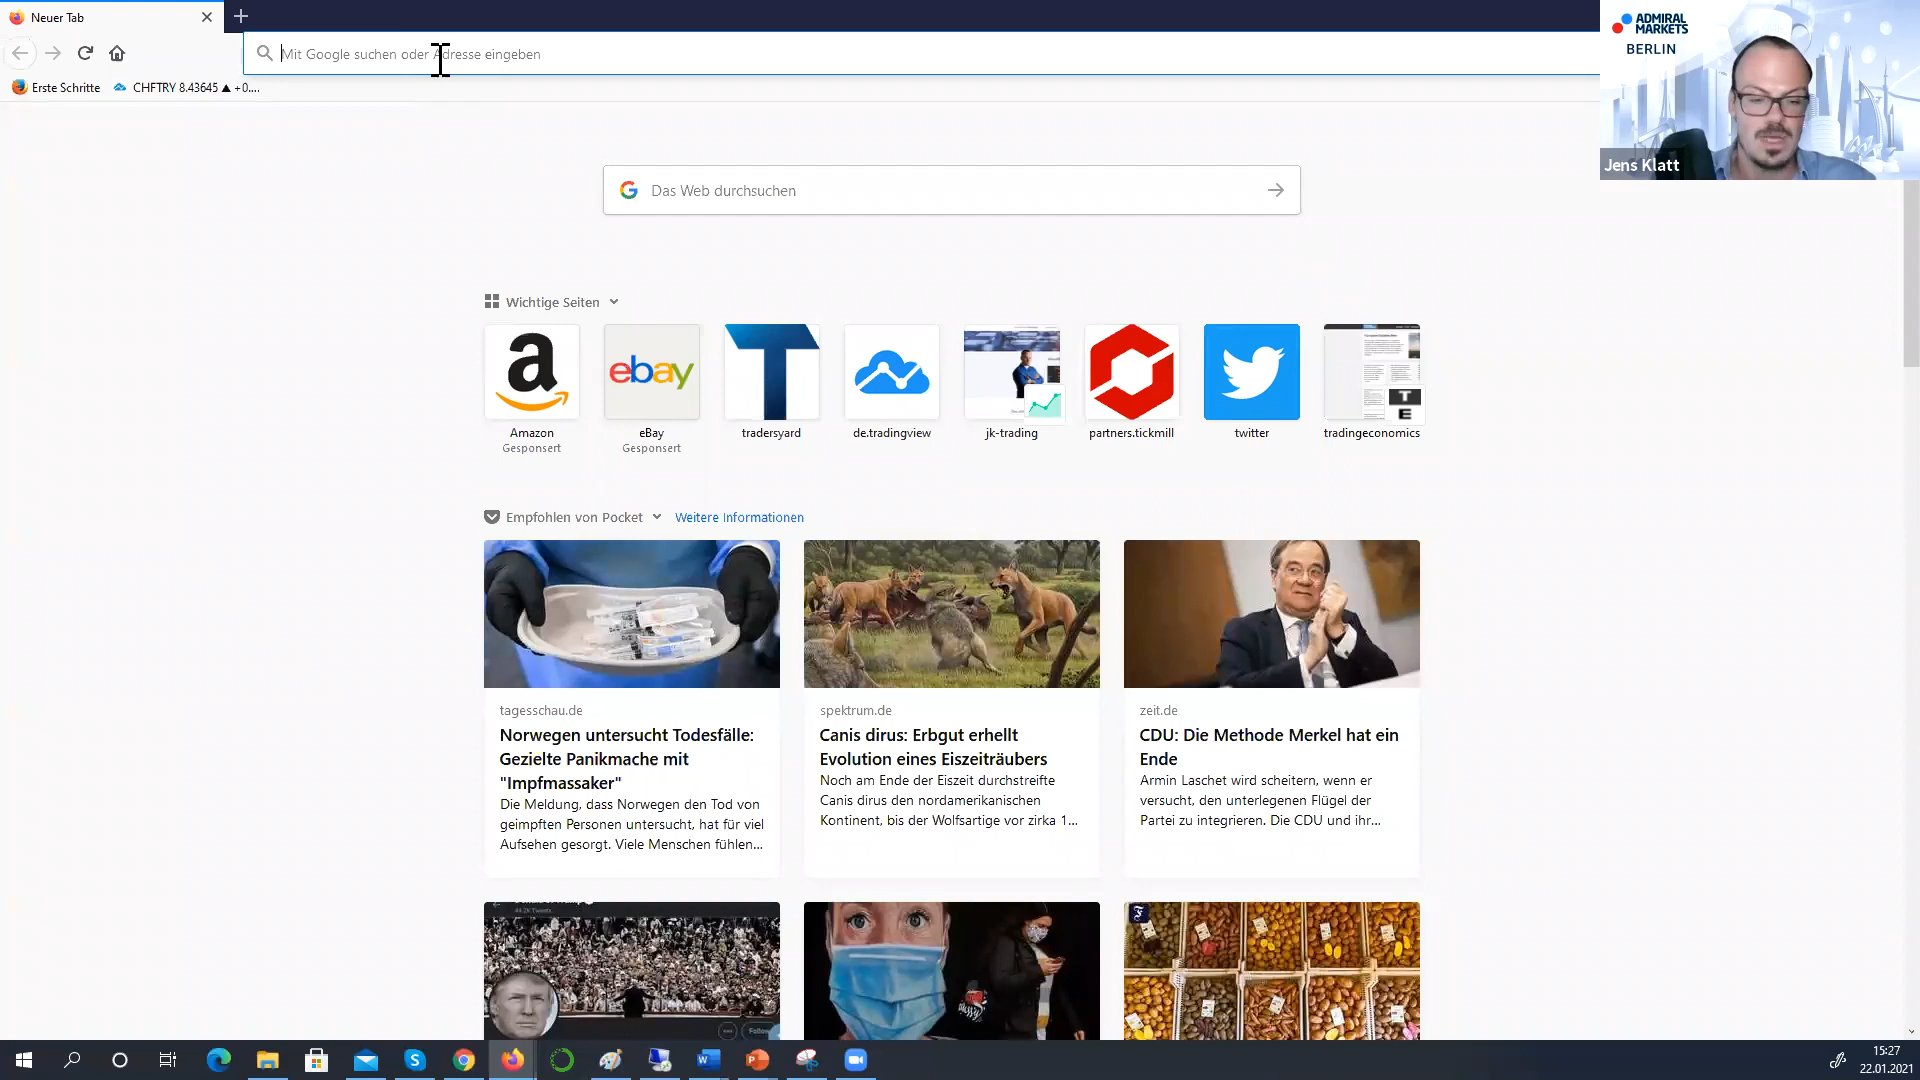 Neuer Tab
Mit Google suchen oder Adresse eingeben
Erste Schritte
CHFTRY 8.43645 ▲ +0....
ADMIRAL
MARKETS
BERLIN
Jens Klatt
Das Web durchsuchen
Wichtige Seiten
ebay
T
E
Amazon
Gesponsert
eBay
Gesponsert
tradersyard
de.tradingview
jk-trading
partners.tickmill
twitter
tradingeconomics
Empfohlen von Pocket
Weitere Informationen
tagesschau.de
Norwegen untersucht Todesfälle:
Gezielte Panikmache mit
"Impfmassaker"
Die Meldung, dass Norwegen den Tod von
geimpften Personen untersucht, hat für viel
Aufsehen gesorgt. Viele Menschen fühlen...
spektrum.de
Canis dirus: Erbgut erhellt
Evolution eines Eiszeiträubers
Noch am Ende der Eiszeit durchstreifte
Canis dirus den nordamerikanischen
Kontinent, bis der Wolfsartige vor zirka 1...
zeit.de
CDU: Die Methode Merkel hat ein
Ende
Armin Laschet wird scheitern, wenn er
versucht, den unterlegenen Flügel der
Partei zu integrieren. Die CDU und ihr...
15:27
22.01.2021